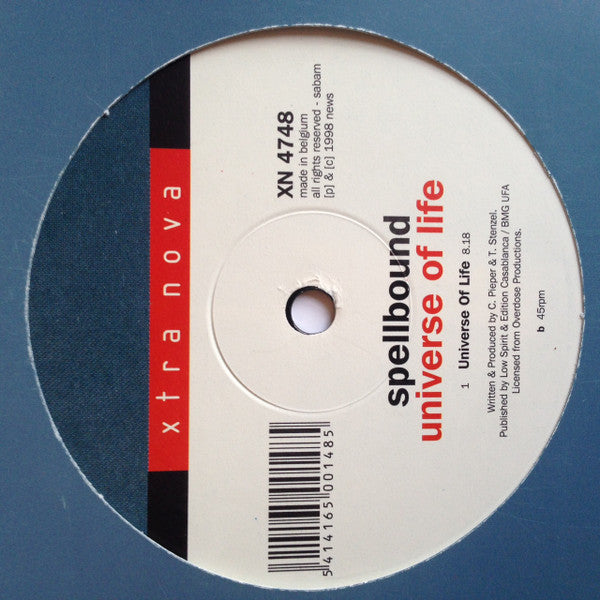 xtra nova
XN 4748
made in belgium
all rights reserved - sabam
[p] & [c] 1998 news
spellbound
universe of life
1 Universe Of Life 8.18
Written & Produced by C. Pieper & T. Stenzel.
Published by Low Spirit & Edition Casablanca / BMG UFA
Licensed from Overdose Productions.
b 45rpm
5 414165 001485